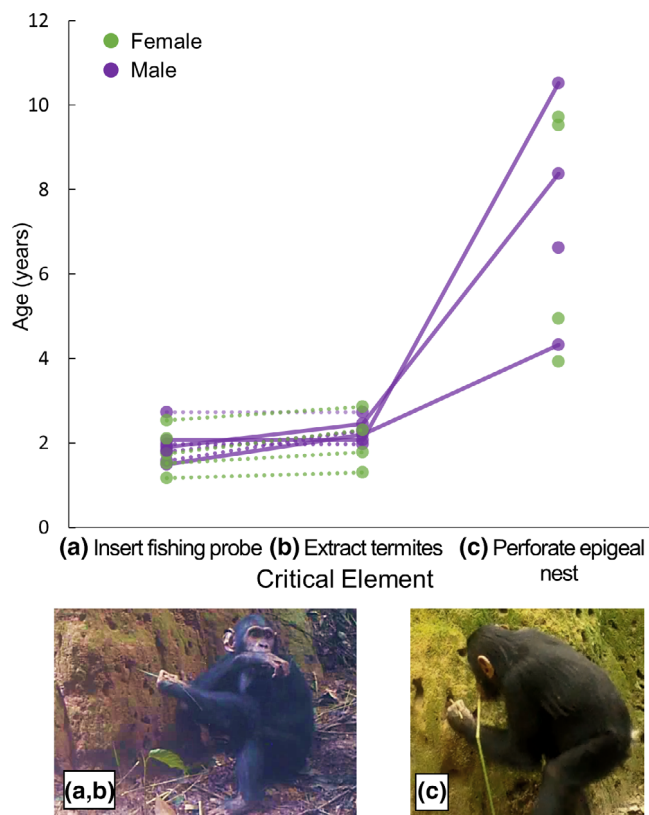 12
Female
Male
10
8
6
4
2
0
Age (years)
(a) Insert fishing probe (b) Extract termites (c) Perforate epigeal
nest
Critical Element
(a,b)
(c)